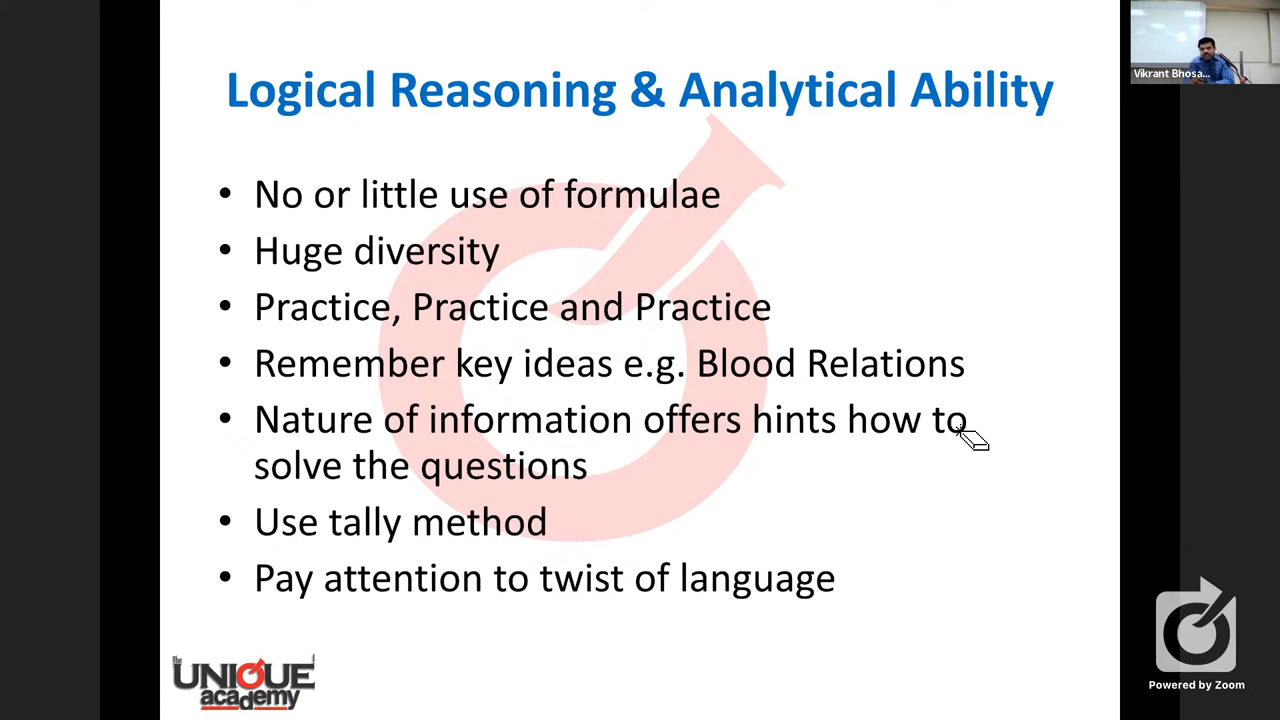 Logical Reasoning & Analytical Ability
• No or little use of formulae
• Huge diversity
• Practice, Practice and Practice
• Remember key ideas e.g. Blood Relations
• Nature of information offers hints how to
solve the questions
• Use tally method
• Pay attention to twist of language
The
UNIQUE
academy
Vikrant Bhosa...
Powered by Zoom